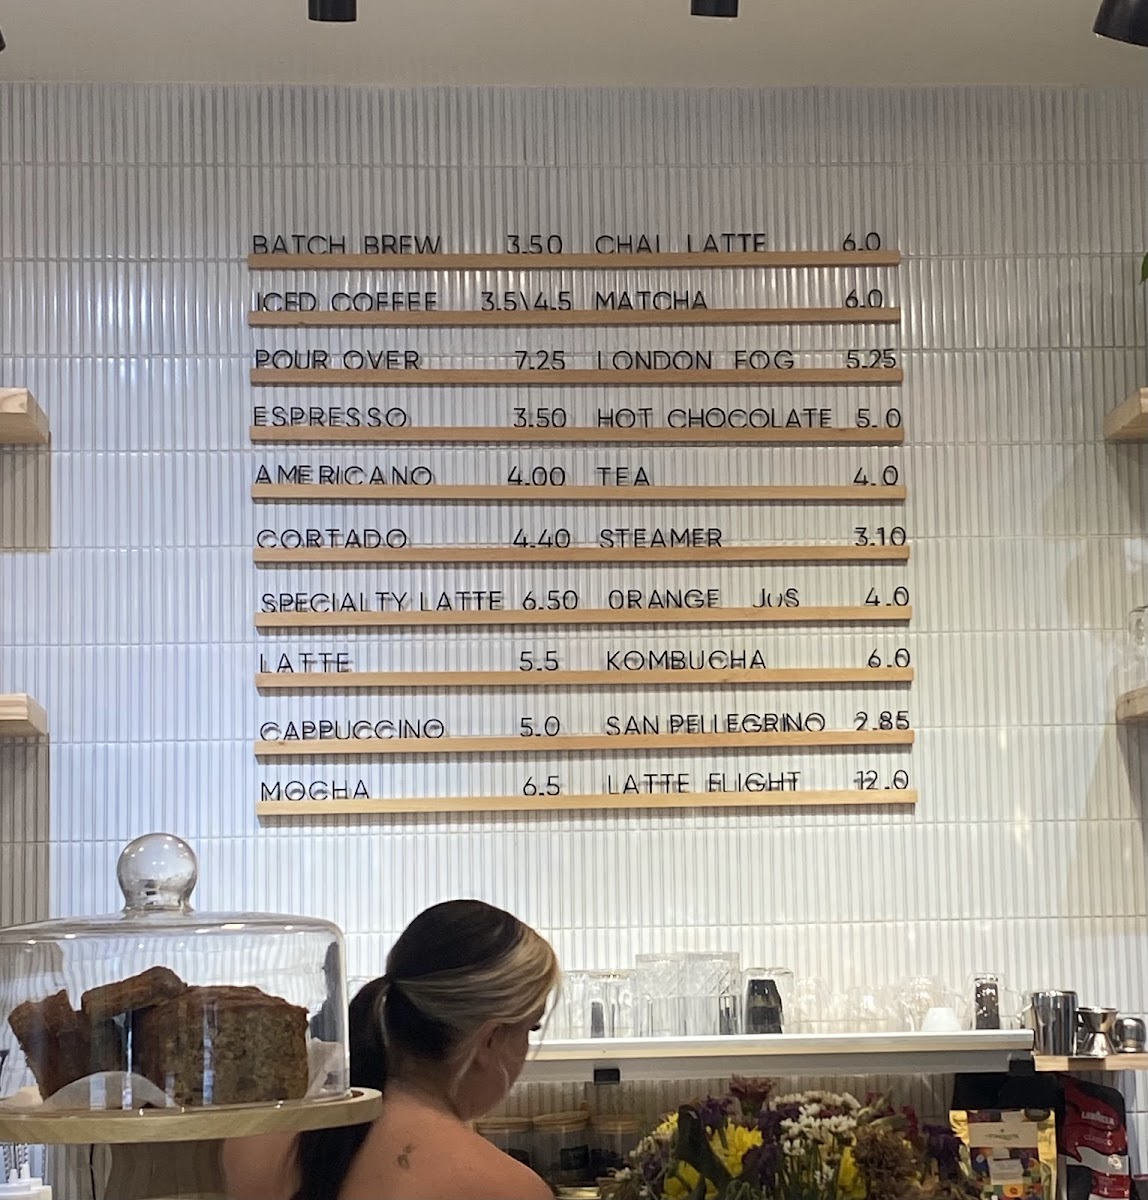 BATCH BREW 3.50 CHAI LATTE 6.0
ICED COFFEE 3.5\4.5 MATCHA 6.0
POUR OVER 7.25 LONDON FOG 5.25
ESPRESSO 3.50 HOT CHOCOLATE 5.0
AMERICANO 4.00 TEA 4.0
CORTADO 4.40 STEAMER 3.10
SPECIALTY LATTE 6.50 ORANGE JUS 4.0
LATTE 5.5 KOMBUCHA 6.0
CAPPUCCINO 5.0 SAN PELLEGRINO 2.85
MOCHA 6.5 LATTE FLIGHT 12.0
LAVAZZA